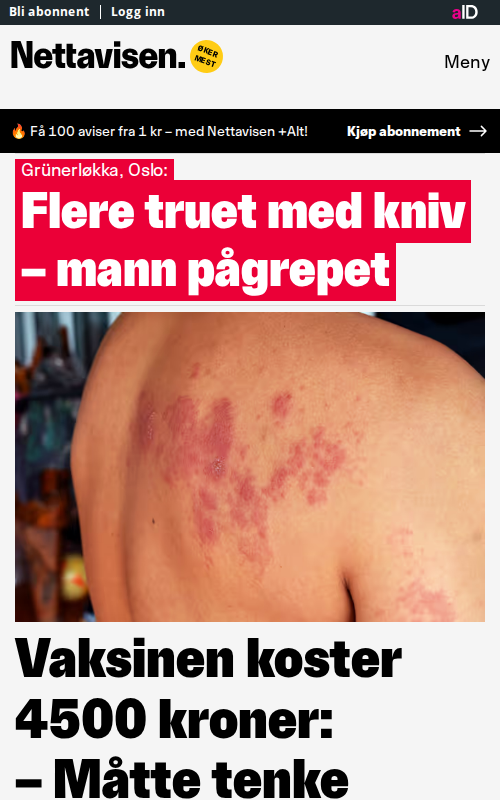 Bli abonnent | Logg inn
aID
Nettavisen.
ØKER
MEST
Meny
Få 100 aviser fra 1 kr – med Nettavisen +Alt!
Kjøp abonnement →
Grünerløkka, Oslo:
Flere truet med kniv
– mann pågrepet
Vaksinen koster
4500 kroner:
– Måtte tenke